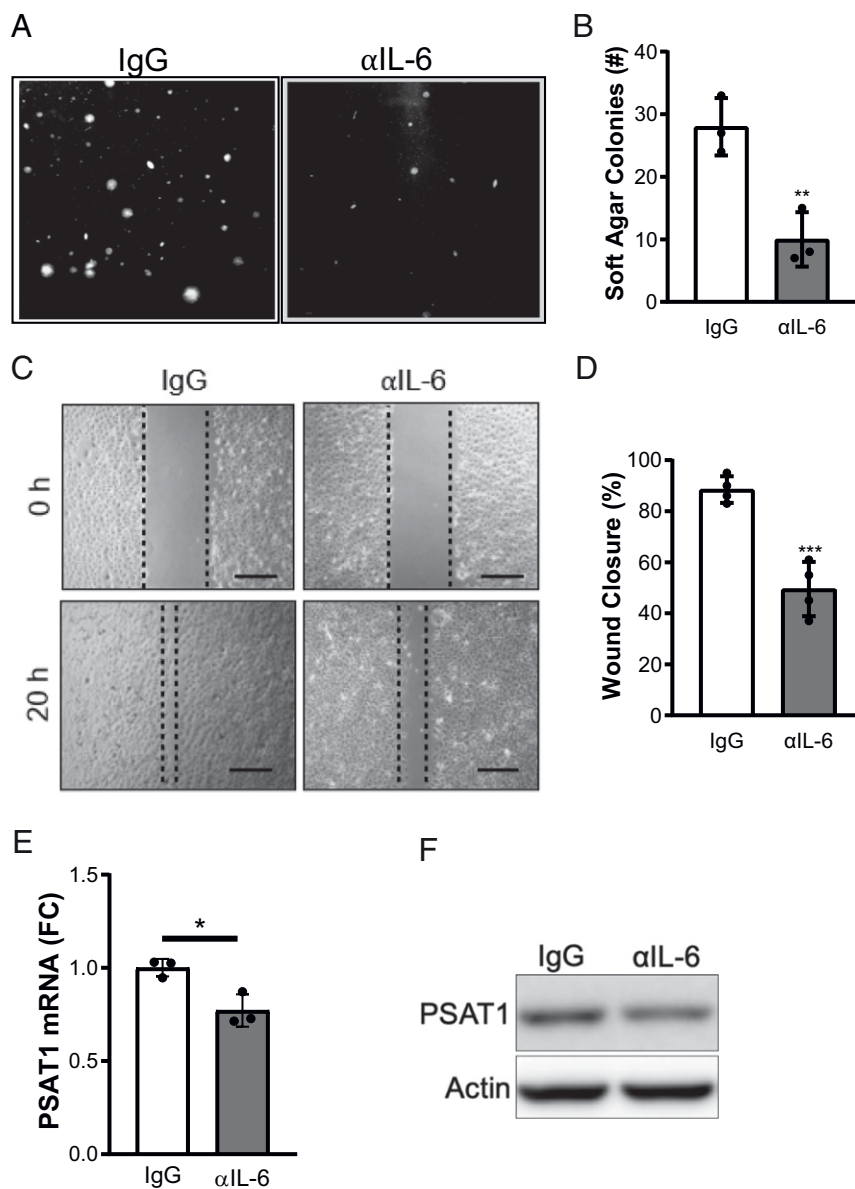 A
IgG
αIL-6
B
Soft Agar Colonies (#)
40
30
20
10
0
**
IgG
αIL-6
C
IgG
αIL-6
0 h
20 h
D
Wound Closure (%)
100
80
60
40
20
0
***
IgG
αIL-6
E
PSAT1 mRNA (FC)
1.5
1.0
0.5
0.0
*
IgG
αIL-6
F
IgG
αIL-6
PSAT1
Actin